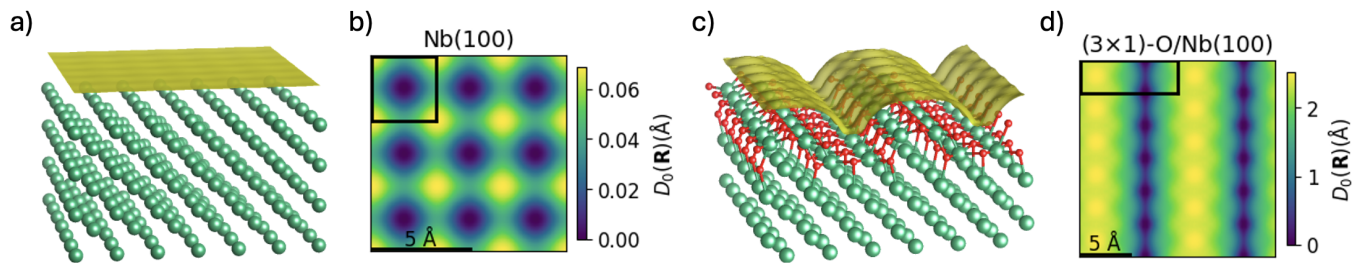 a)
b)
Nb(100)
5 Å
0.06
0.04
0.02
0.00
D₀(R)(Å)
c)
d)
(3×1)-O/Nb(100)
5 Å
2
1
0
D₀(R)(Å)